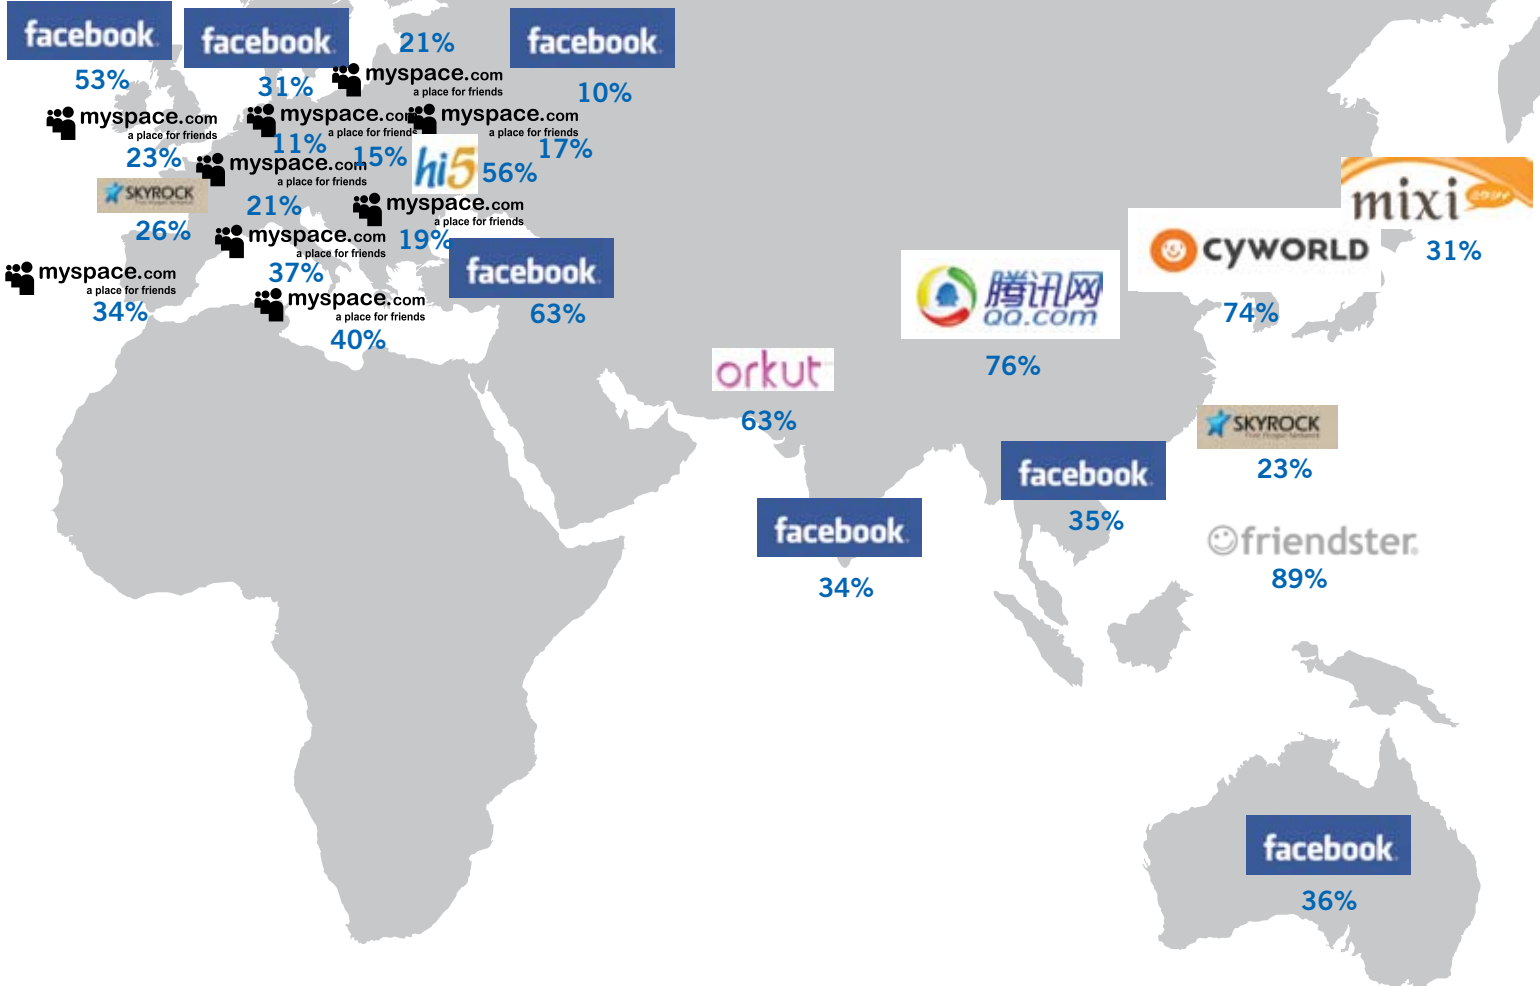 facebook.
53%
facebook.
31%
21%
myspace.com
a place for friends
facebook.
10%
myspace.com
a place for friends
23%
myspace.com
a place for friends
11%
myspace.com
a place for friends
17%
15%
hi5
56%
myspace.com
a place for friends
21%
SKYROCK
26%
myspace.com
a place for friends
19%
myspace.com
a place for friends
37%
myspace.com
a place for friends
34%
myspace.com
a place for friends
40%
facebook.
63%
mixi
31%
CYWORLD
74%
腾讯网
QQ.com
76%
orkut
63%
SKYROCK
23%
facebook.
35%
facebook.
34%
friendster.
89%
facebook.
36%